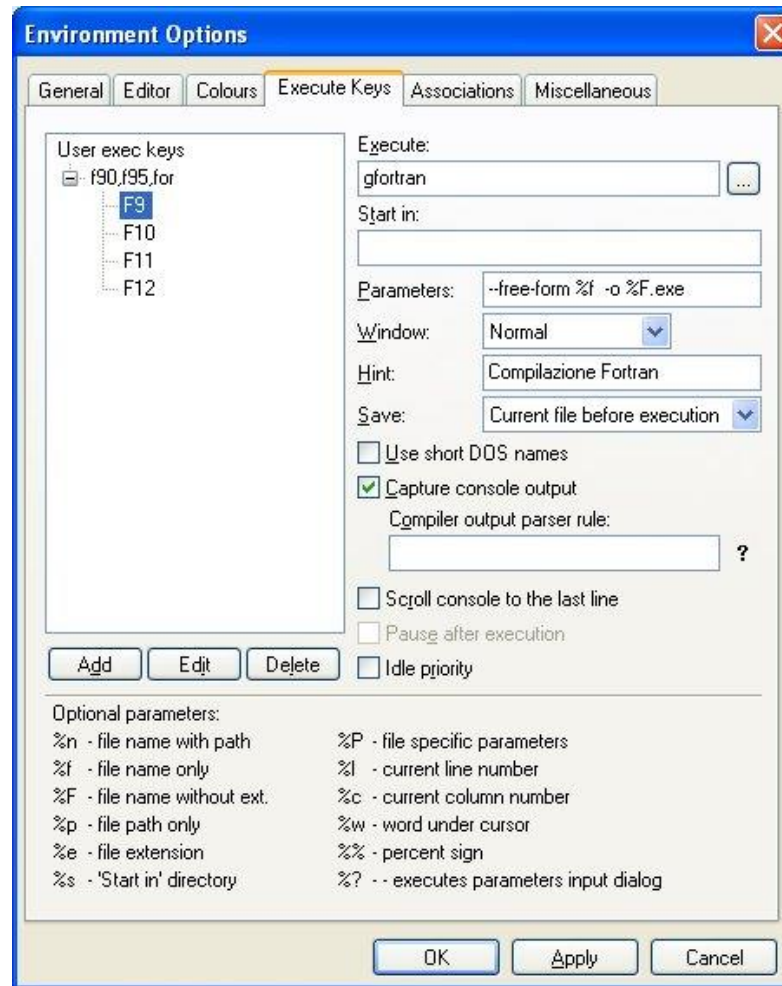 Environment Options
General Editor Colours Execute Keys Associations Miscellaneous
User exec keys
f90,f95,for
F9
F10
F11
F12
Add Edit Delete
Execute:
gfortran
...
Start in:
Parameters: --free-form %f -o %F.exe
Window: Normal
Hint: Compilazione Fortran
Save: Current file before execution
Use short DOS names
Capture console output
Compiler output parser rule:
?
Scroll console to the last line
Pause after execution
Idle priority
Optional parameters:
%n - file name with path
%f - file name only
%F - file name without ext.
%p - file path only
%e - file extension
%s - 'Start in' directory
%P - file specific parameters
%l - current line number
%c - current column number
%w - word under cursor
%% - percent sign
%? - - executes parameters input dialog
OK Apply Cancel